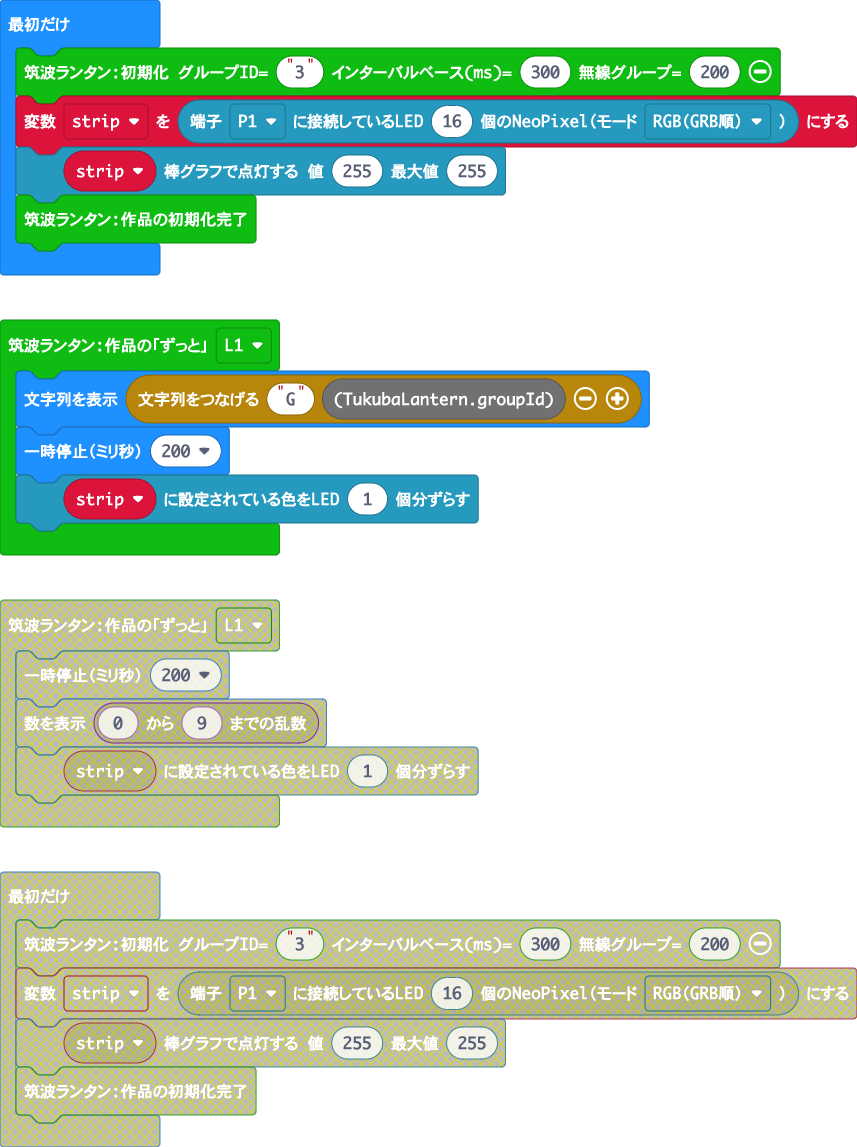 最初だけ
筑波ランタン:初期化 グループID= "3" インターバルベース(ms)= 300 無線グループ= 200
変数 strip を 端子 P1 に接続しているLED 16 個のNeoPixel(モード RGB(GRB順) ) にする
strip 棒グラフで点灯する 値 255 最大値 255
筑波ランタン:作品の初期化完了
筑波ランタン:作品の「ずっと」 L1
文字列を表示 文字列をつなげる "G" (TukubaLantern.groupId)
一時停止(ミリ秒) 200
strip に設定されている色をLED 1 個分ずらす
筑波ランタン:作品の「ずっと」 L1
一時停止(ミリ秒) 200
数を表示 0 から 9 までの乱数
strip に設定されている色をLED 1 個分ずらす
最初だけ
筑波ランタン:初期化 グループID= "3" インターバルベース(ms)= 300 無線グループ= 200
変数 strip を 端子 P1 に接続しているLED 16 個のNeoPixel(モード RGB(GRB順) ) にする
strip 棒グラフで点灯する 値 255 最大値 255
筑波ランタン:作品の初期化完了